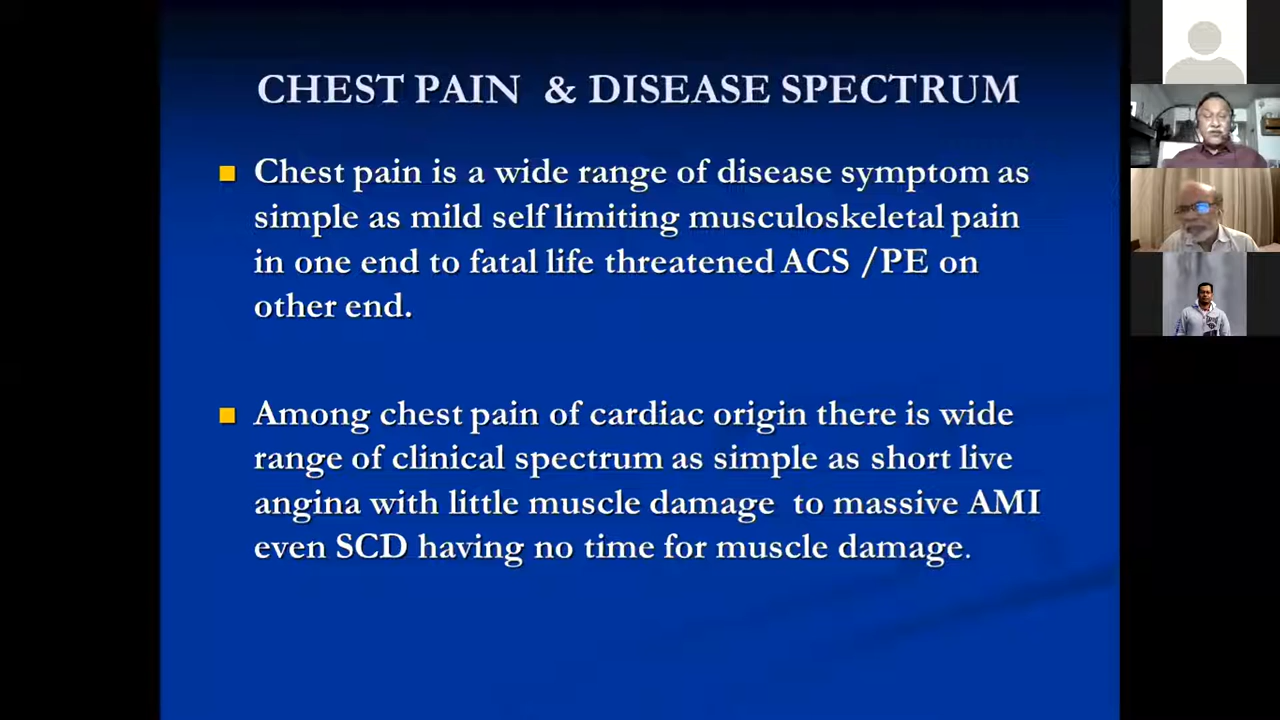 CHEST PAIN & DISEASE SPECTRUM
Chest pain is a wide range of disease symptom as
simple as mild self limiting musculoskeletal pain
in one end to fatal life threatened ACS /PE on
other end.
Among chest pain of cardiac origin there is wide
range of clinical spectrum as simple as short live
angina with little muscle damage to massive AMI
even SCD having no time for muscle damage.